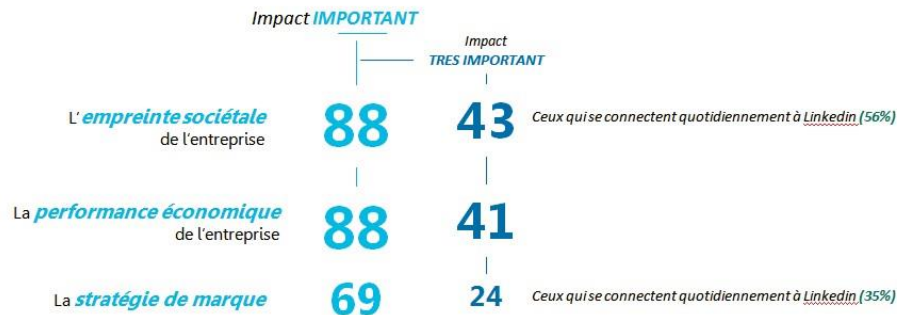 Impact IMPORTANT
Impact
TRES IMPORTANT
L' empreinte sociétale
de l'entreprise
88
43
Ceux qui se connectent quotidiennement à Linkedin (56%)
La performance économique
de l'entreprise
88
41
La stratégie de marque
69
24
Ceux qui se connectent quotidiennement à Linkedin (35%)